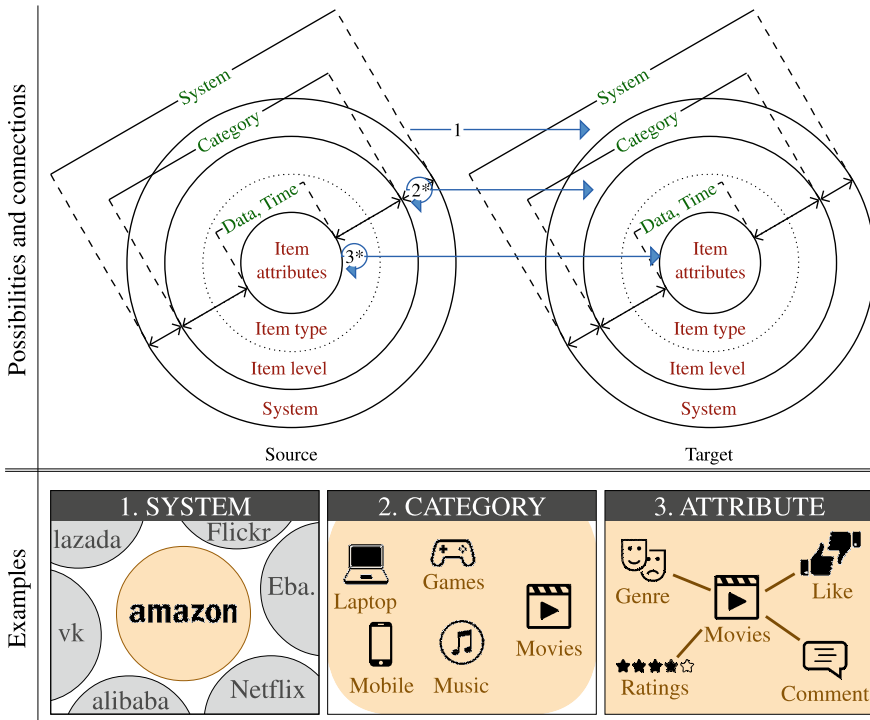 Possibilities and connections
System
Category
Data, Time
Item
attributes
Item type
Item level
System
Source
1
2*
3*
System
Category
Data, Time
Item
attributes
Item type
Item level
System
Target
Examples
1. SYSTEM
lazada
Flickr
Eba.
amazon
vk
alibaba
Netflix
2. CATEGORY
Laptop
Games
Movies
Mobile
Music
3. ATTRIBUTE
Genre
Like
Movies
Ratings
Comment